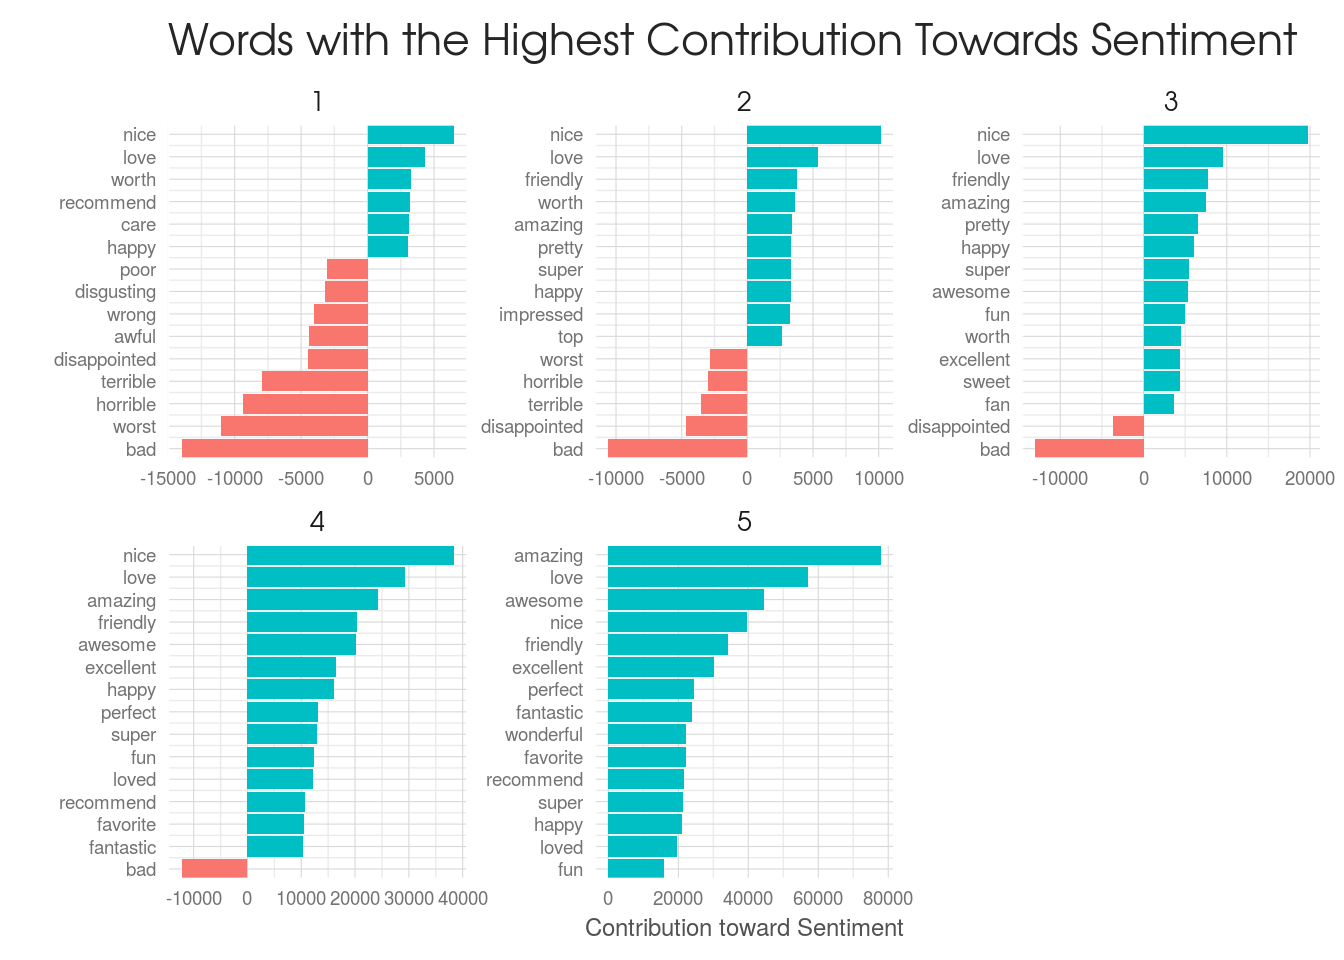 Words with the Highest Contribution Towards Sentiment
1
nice
love
worth
recommend
care
happy
poor
disgusting
wrong
awful
disappointed
terrible
horrible
worst
bad
-15000 -10000 -5000 0 5000
2
nice
love
friendly
worth
amazing
pretty
super
happy
impressed
top
worst
horrible
terrible
disappointed
bad
-10000 -5000 0 5000 10000
3
nice
love
friendly
amazing
pretty
happy
super
awesome
fun
worth
excellent
sweet
fan
disappointed
bad
-10000 0 10000 20000
4
nice
love
amazing
friendly
awesome
excellent
happy
perfect
super
fun
loved
recommend
favorite
fantastic
bad
-10000 0 10000 20000 30000 40000
5
amazing
love
awesome
nice
friendly
excellent
perfect
fantastic
wonderful
favorite
recommend
super
happy
loved
fun
0 20000 40000 60000 80000
Contribution toward Sentiment